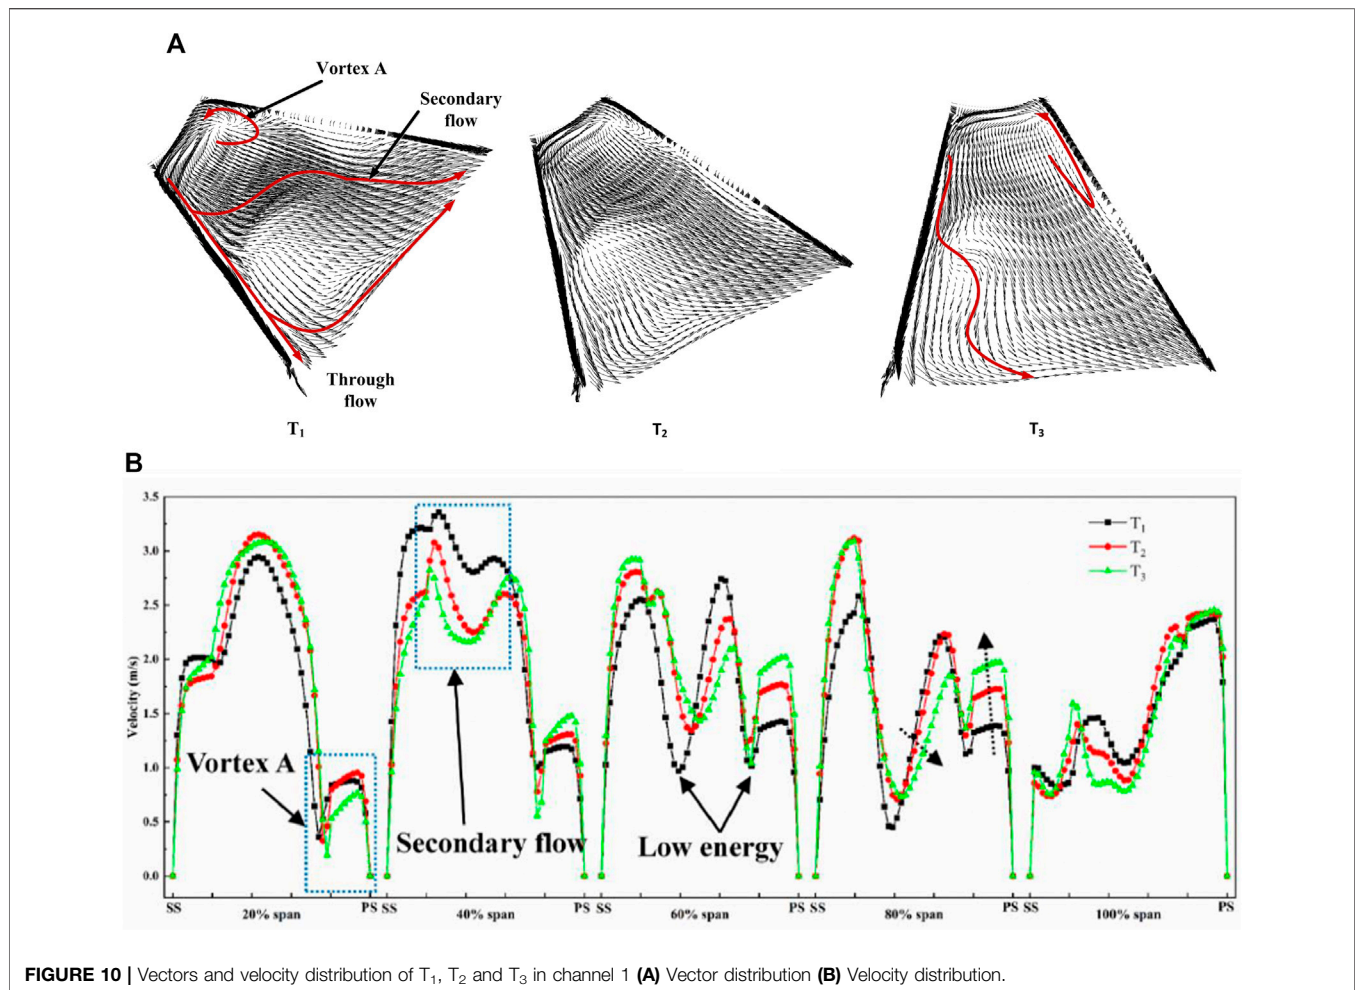 A
Vortex A
Secondary
flow
Through
flow
T₁
T₂
T₃
B
3.5
3.0
2.5
2.0
1.5
1.0
0.5
0.0
Velocity (m/s)
T₁
T₂
T₃
Vortex A
Secondary flow
Low energy
SS 20% span PS SS 40% span PS SS 60% span PS SS 80% span PS SS 100% span PS
FIGURE 10 | Vectors and velocity distribution of T₁, T₂ and T₃ in channel 1 (A) Vector distribution (B) Velocity distribution.